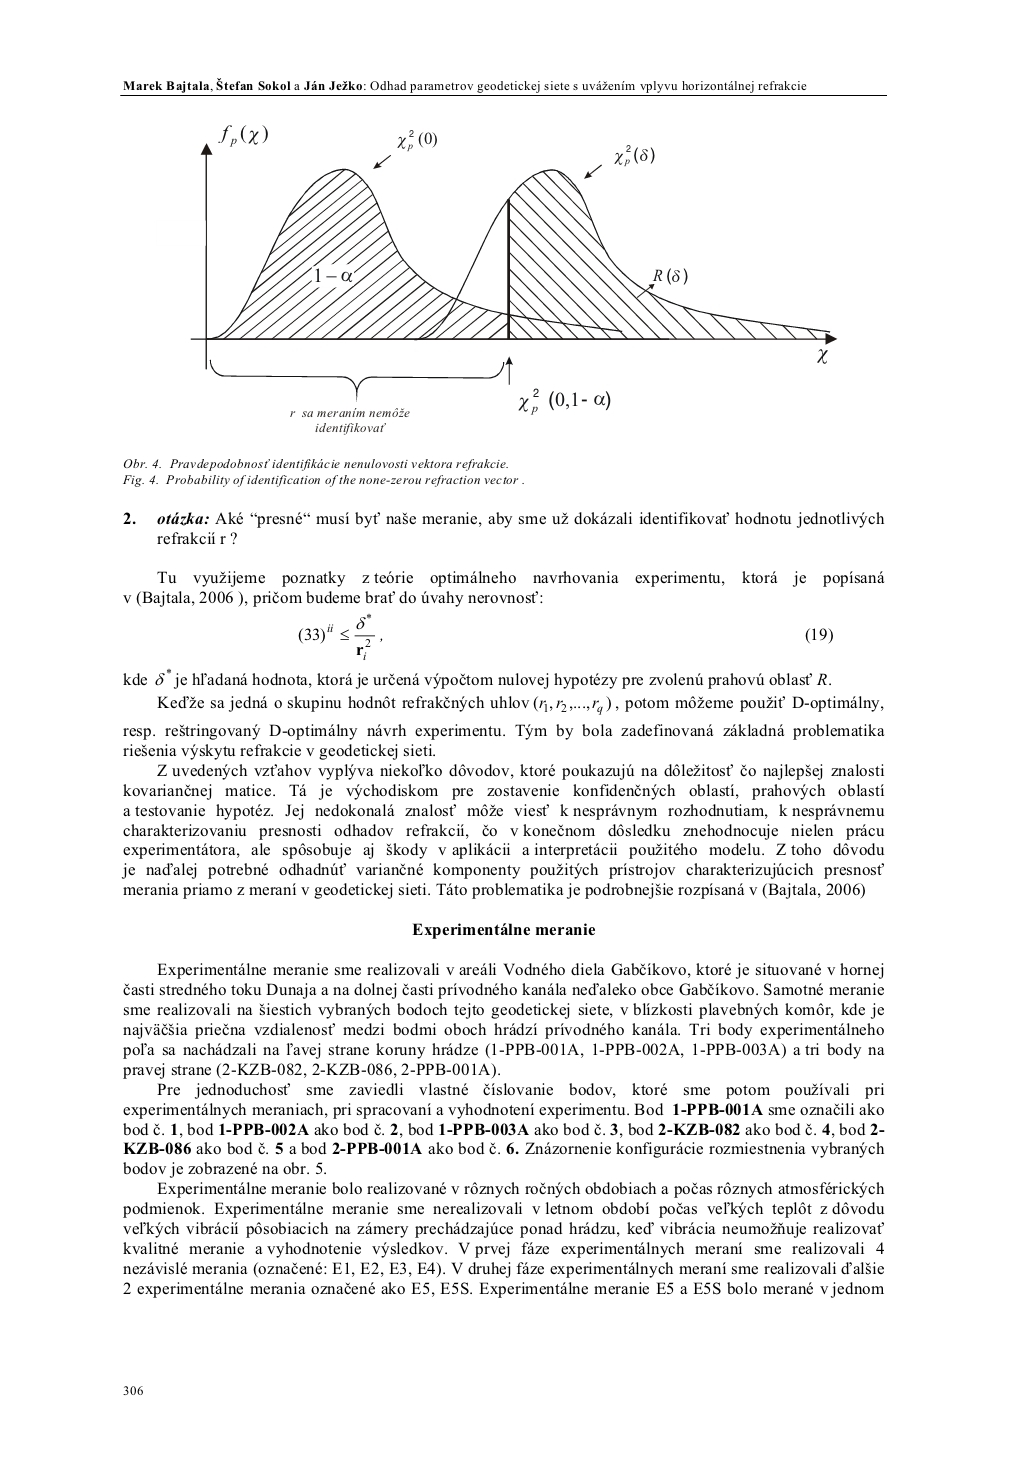 Marek Bajtala, Štefan Sokol a Ján Ježko: Odhad parametrov geodetickej siete s uvážením vplyvu horizontálnej refrakcie
f_p(χ)
χ_p^2(0)
χ_p^2(δ)
1 – α
R(δ)
χ
χ_p^2 (0,1- α)
r sa meraním nemôže
identifikovať
Obr. 4. Pravdepodobnosť identifikácie nenulovosti vektora refrakcie.
Fig. 4. Probability of identification of the none-zerou refraction vector .
2. otázka: Aké “presné“ musí byť naše meranie, aby sme už dokázali identifikovať hodnotu jednotlivých
refrakcií r ?
Tu využijeme poznatky z teórie optimálneho navrhovania experimentu, ktorá je popísaná
v (Bajtala, 2006 ), pričom budeme brať do úvahy nerovnosť:
(33)^{ii} ≤ δ^* / r_i^2 , (19)
kde δ^* je hľadaná hodnota, ktorá je určená výpočtom nulovej hypotézy pre zvolenú prahovú oblasť R.
Keďže sa jedná o skupinu hodnôt refrakčných uhlov (r_1, r_2,..., r_q) , potom môžeme použiť D-optimálny,
resp. reštringovaný D-optimálny návrh experimentu. Tým by bola zadefinovaná základná problematika
riešenia výskytu refrakcie v geodetickej sieti.
Z uvedených vzťahov vyplýva niekoľko dôvodov, ktoré poukazujú na dôležitosť čo najlepšej znalosti
kovariančnej matice. Tá je východiskom pre zostavenie konfidenčných oblastí, prahových oblastí
a testovanie hypotéz. Jej nedokonalá znalosť môže viesť k nesprávnym rozhodnutiam, k nesprávnemu
charakterizovaniu presnosti odhadov refrakcií, čo v konečnom dôsledku znehodnocuje nielen prácu
experimentátora, ale spôsobuje aj škody v aplikácii a interpretácii použitého modelu. Z toho dôvodu
je naďalej potrebné odhadnúť variančné komponenty použitých prístrojov charakterizujúcich presnosť
merania priamo z meraní v geodetickej sieti. Táto problematika je podrobnejšie rozpísaná v (Bajtala, 2006)
Experimentálne meranie
Experimentálne meranie sme realizovali v areáli Vodného diela Gabčíkovo, ktoré je situované v hornej
časti stredného toku Dunaja a na dolnej časti prívodného kanála neďaleko obce Gabčíkovo. Samotné meranie
sme realizovali na šiestich vybraných bodoch tejto geodetickej siete, v blízkosti plavebných komôr, kde je
najväčšia priečna vzdialenosť medzi bodmi oboch hrádzí prívodného kanála. Tri body experimentálneho
poľa sa nachádzali na ľavej strane koruny hrádze (1-PPB-001A, 1-PPB-002A, 1-PPB-003A) a tri body na
pravej strane (2-KZB-082, 2-KZB-086, 2-PPB-001A).
Pre jednoduchosť sme zaviedli vlastné číslovanie bodov, ktoré sme potom používali pri
experimentálnych meraniach, pri spracovaní a vyhodnotení experimentu. Bod 1-PPB-001A sme označili ako
bod č. 1, bod 1-PPB-002A ako bod č. 2, bod 1-PPB-003A ako bod č. 3, bod 2-KZB-082 ako bod č. 4, bod 2-
KZB-086 ako bod č. 5 a bod 2-PPB-001A ako bod č. 6. Znázornenie konfigurácie rozmiestnenia vybraných
bodov je zobrazené na obr. 5.
Experimentálne meranie bolo realizované v rôznych ročných obdobiach a počas rôznych atmosférických
podmienok. Experimentálne meranie sme nerealizovali v letnom období počas veľkých teplôt z dôvodu
veľkých vibrácií pôsobiacich na zámery prechádzajúce ponad hrádzu, keď vibrácia neumožňuje realizovať
kvalitné meranie a vyhodnotenie výsledkov. V prvej fáze experimentálnych meraní sme realizovali 4
nezávislé merania (označené: E1, E2, E3, E4). V druhej fáze experimentálnych meraní sme realizovali ďalšie
2 experimentálne merania označené ako E5, E5S. Experimentálne meranie E5 a E5S bolo merané v jednom
306